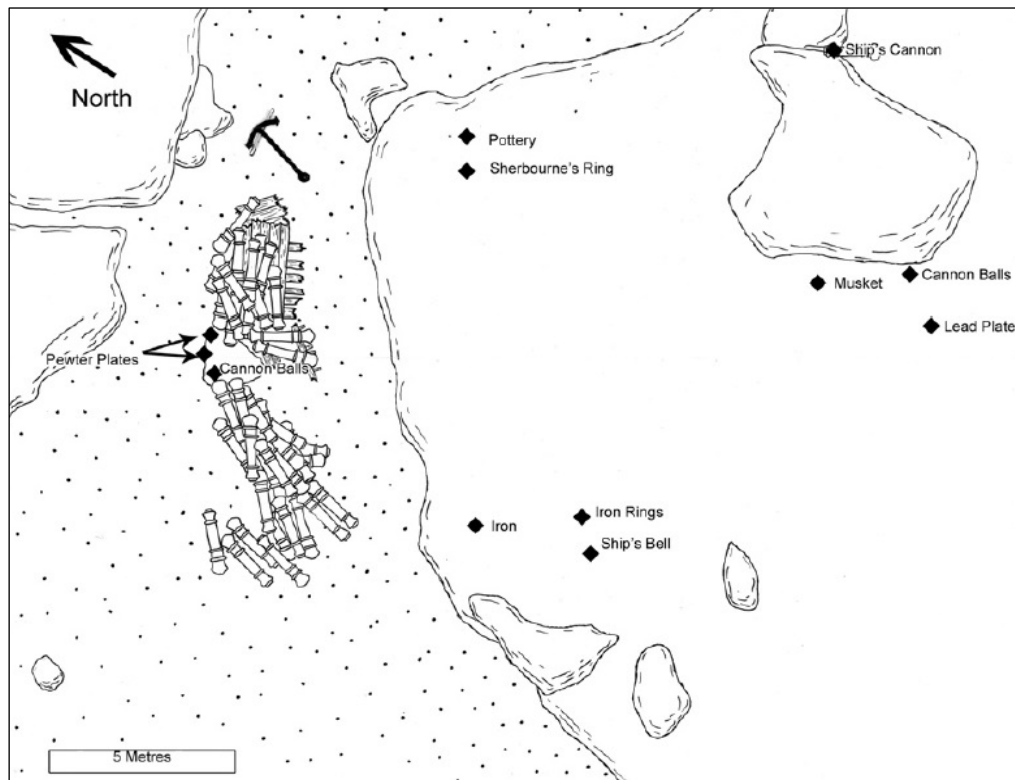 North
Ship's Cannon
Pottery
Sherbourne's Ring
Musket
Cannon Balls
Lead Plate
Pewter Plates
Cannon Balls
Iron
Iron Rings
Ship's Bell
5 Metres